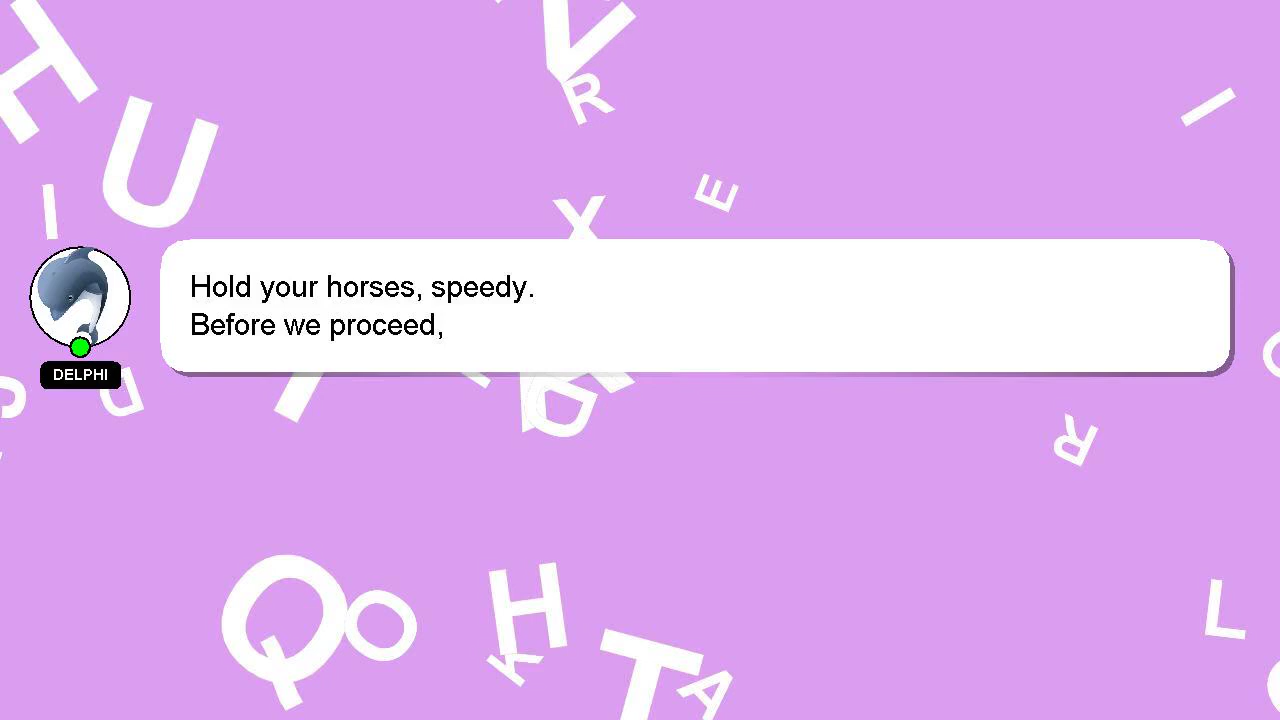 H
U
V
R
I
E
I
X
Hold your horses, speedy.
Before we proceed,
DELPHI
S
D
R
Q
O
H
K
T
A
L